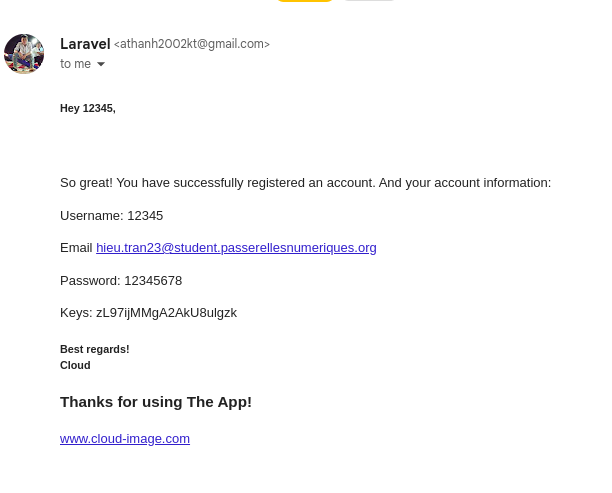 Laravel <athanh2002kt@gmail.com>
to me
Hey 12345,
So great! You have successfully registered an account. And your account information:
Username: 12345
Email hieu.tran23@student.passerellesnumeriques.org
Password: 12345678
Keys: zL97ijMMgA2AkU8ulgzk
Best regards!
Cloud
Thanks for using The App!
www.cloud-image.com